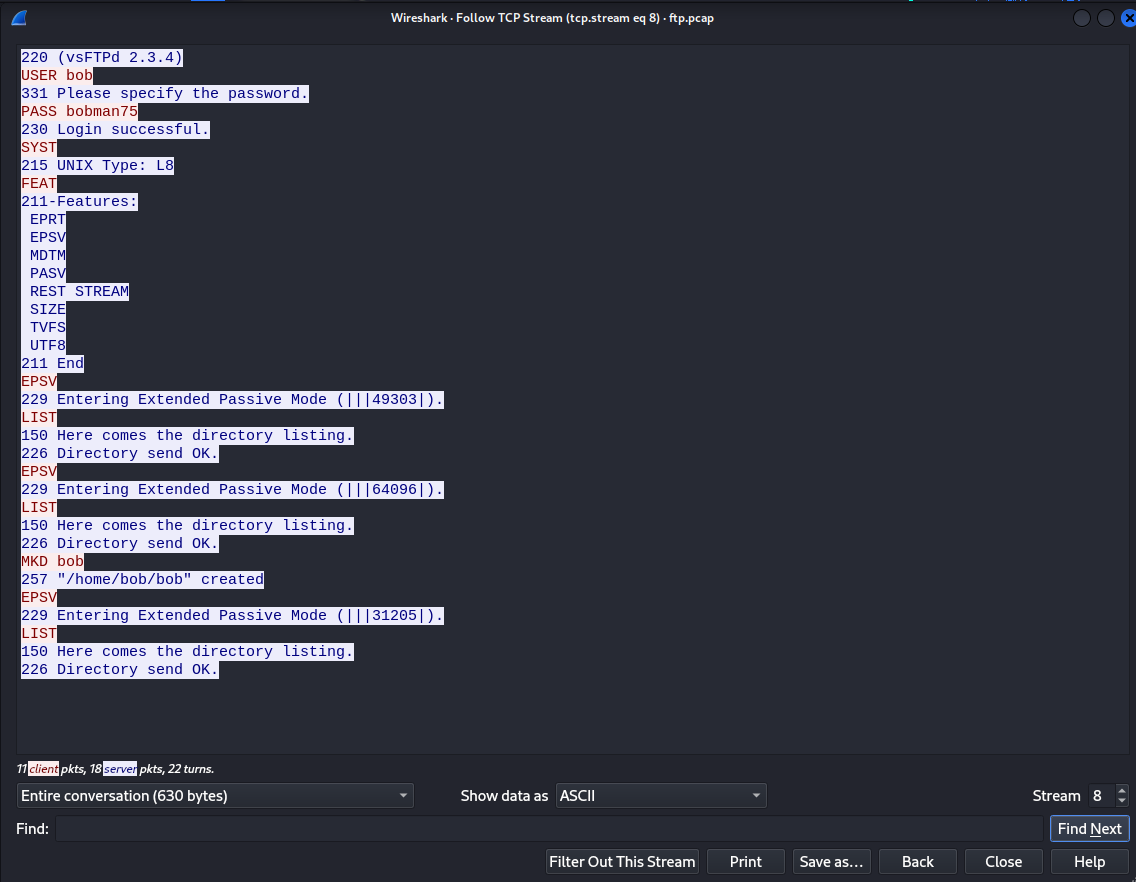 Wireshark · Follow TCP Stream (tcp.stream eq 8) · ftp.pcap
220 (vsFTPd 2.3.4)
USER bob
331 Please specify the password.
PASS bobman75
230 Login successful.
SYST
215 UNIX Type: L8
FEAT
211-Features:
 EPRT
 EPSV
 MDTM
 PASV
 REST STREAM
 SIZE
 TVFS
 UTF8
211 End
EPSV
229 Entering Extended Passive Mode (|||49303|).
LIST
150 Here comes the directory listing.
226 Directory send OK.
EPSV
229 Entering Extended Passive Mode (|||64096|).
LIST
150 Here comes the directory listing.
226 Directory send OK.
MKD bob
257 "/home/bob/bob" created
EPSV
229 Entering Extended Passive Mode (|||31205|).
LIST
150 Here comes the directory listing.
226 Directory send OK.
11 client pkts, 18 server pkts, 22 turns.
Entire conversation (630 bytes) Show data as ASCII Stream 8
Find: Find Next
Filter Out This Stream Print Save as… Back Close Help